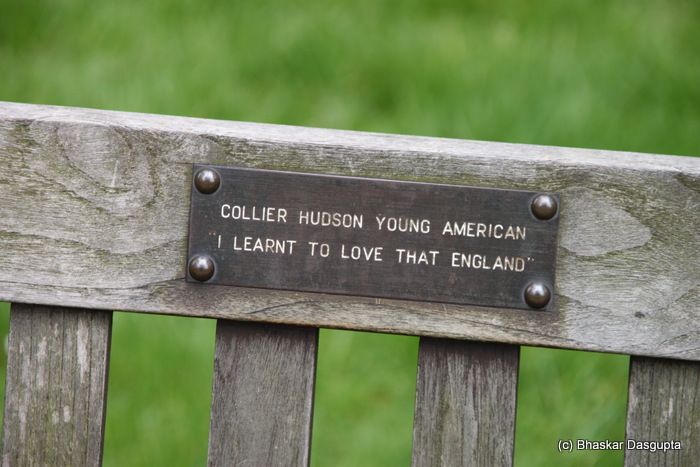 COLLIER HUDSON YOUNG AMERICAN
"I LEARNT TO LOVE THAT ENGLAND"
(c) Bhaskar Dasgupta